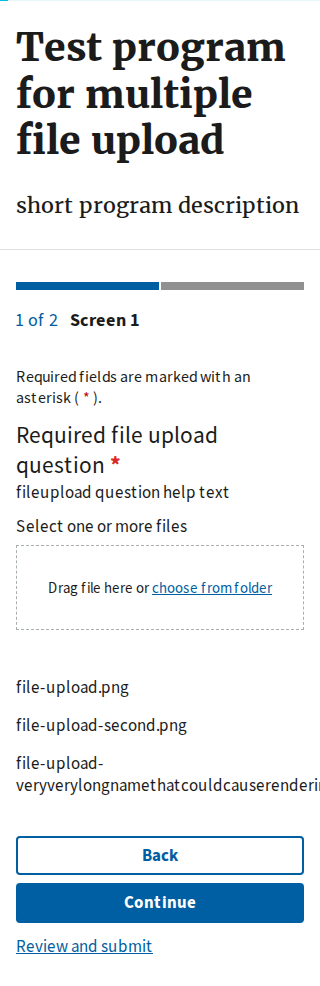 Test program
for multiple
file upload
short program description
1 of 2 Screen 1
Required fields are marked with an
asterisk ( * ).
Required file upload
question *
fileupload question help text
Select one or more files
Drag file here or choose from folder
file-upload.png
file-upload-second.png
file-upload-
veryverylongnamethatcouldcauserenderi
Back
Continue
Review and submit